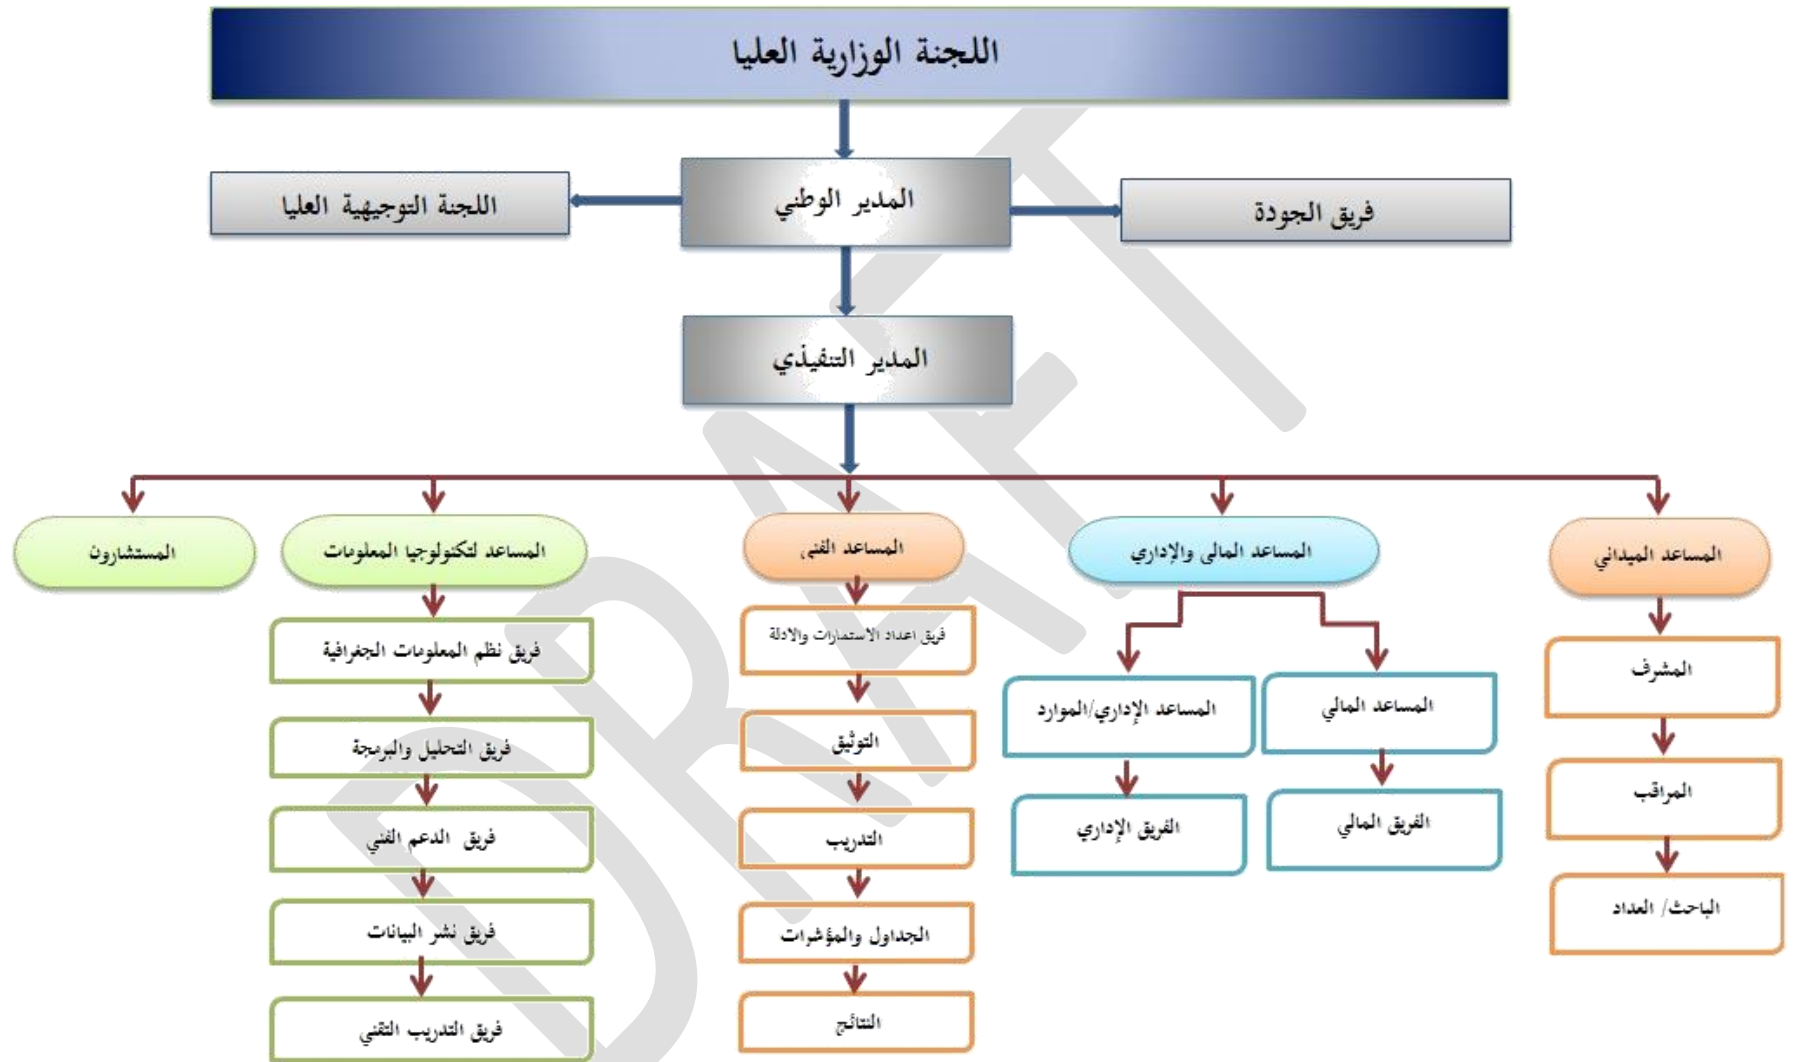 اللجنة الوزارية العليا
المدير الوطني
فريق الجودة
اللجنة التوجيهية العليا
المدير التنفيذي
المساعد الميداني
المشرف
المراقب
الباحث/ العداد
المساعد المالي والإداري
المساعد المالي
الفريق المالي
المساعد الإداري/الموارد
الفريق الإداري
المساعد الفني
فريق اعداد الاستمارات والادلة
التوثيق
التدريب
الجداول والمؤشرات
النتائج
المساعد لتكنولوجيا المعلومات
فريق نظم المعلومات الجغرافية
فريق التحليل والبرمجة
فريق الدعم الفني
فريق نشر البيانات
فريق التدريب التقني
المستشارون
DRAFT